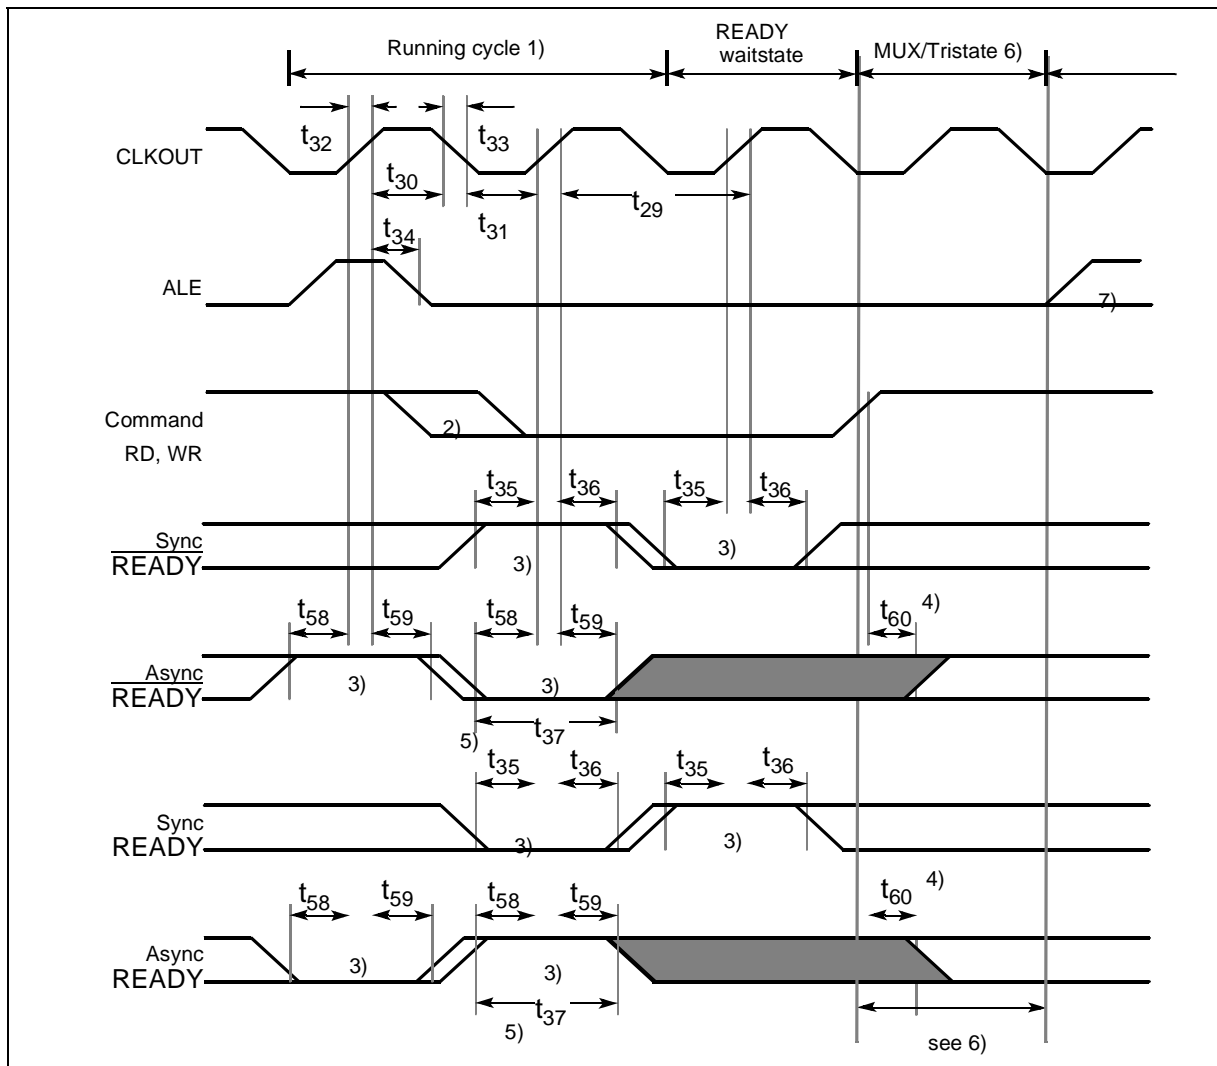 Running cycle 1)
READY
waitstate
MUX/Tristate 6)
CLKOUT
t32
t33
t30
t31
t29
t34
ALE
7)
Command
RD, WR
2)
t35
t36
t35
t36
Sync
READY
3)
3)
t58
t59
t58
t59
t60
4)
Async
READY
3)
3)
5)
t37
t35
t36
t35
t36
Sync
READY
3)
3)
t58
t59
t58
t59
t60
4)
Async
READY
3)
3)
5)
t37
see 6)